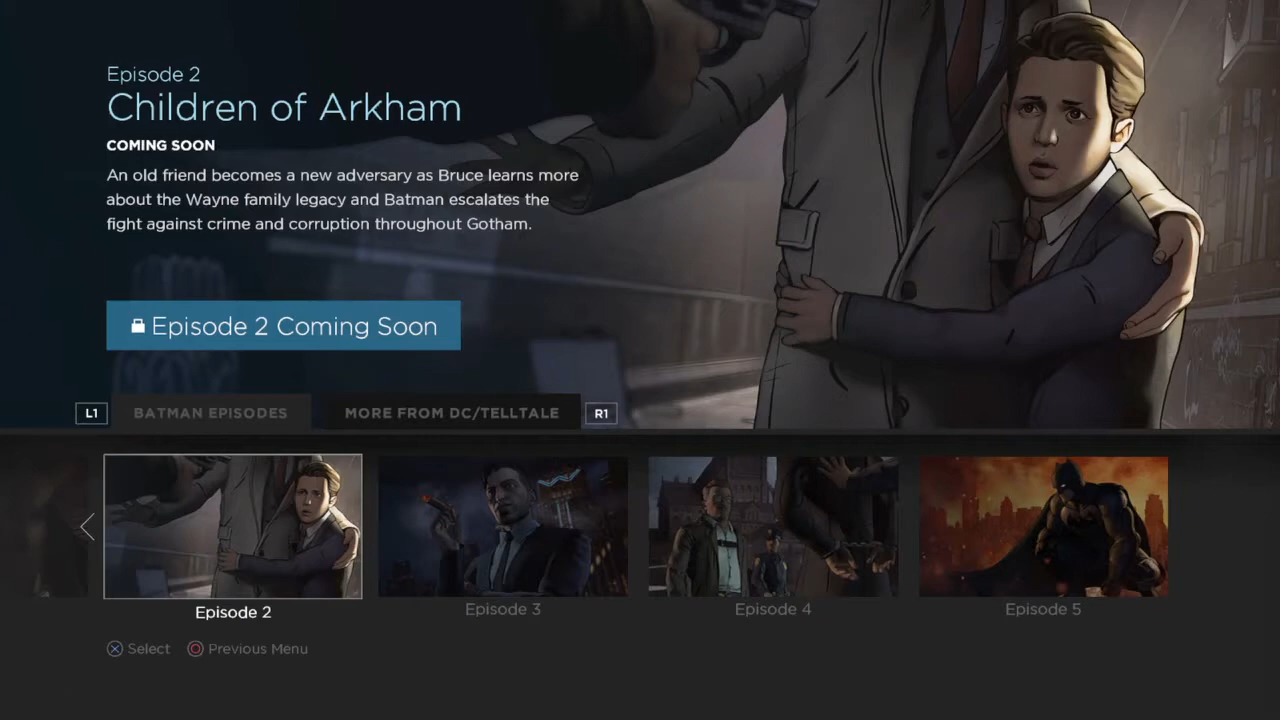 Episode 2
Children of Arkham
COMING SOON
An old friend becomes a new adversary as Bruce learns more
about the Wayne family legacy and Batman escalates the
fight against crime and corruption throughout Gotham.
Episode 2 Coming Soon
L1 BATMAN EPISODES MORE FROM DC/TELLTALE R1
Episode 2 Episode 3 Episode 4 Episode 5
Select Previous Menu